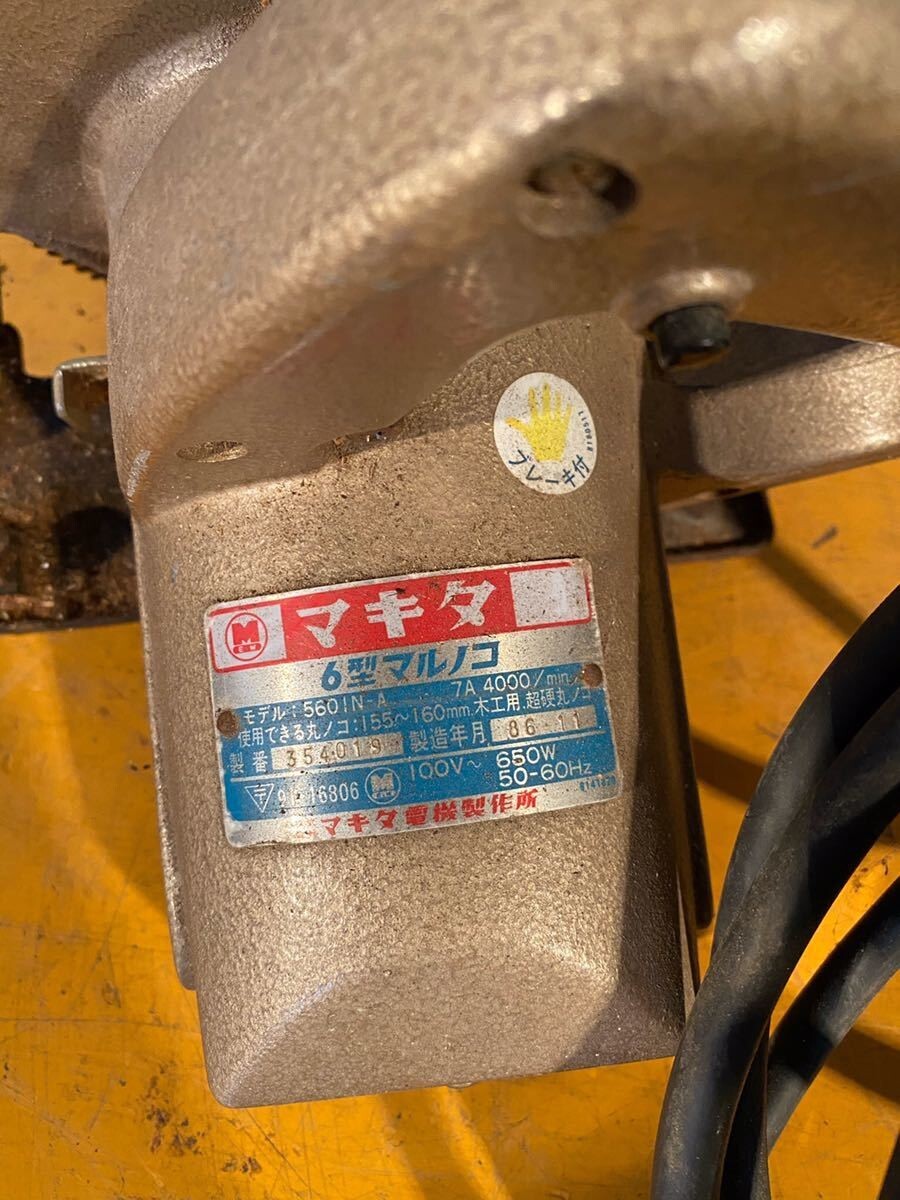 ブレーキ付
マキタ
6型マルノコ
モデル:5601N-A 7A 4000/min
使用できる丸ノコ:155~160mm.木工用.超硬丸ノコ
製番 354019 製造年月 86-11
100V~ 650W
50-60Hz
マキタ電機製作所